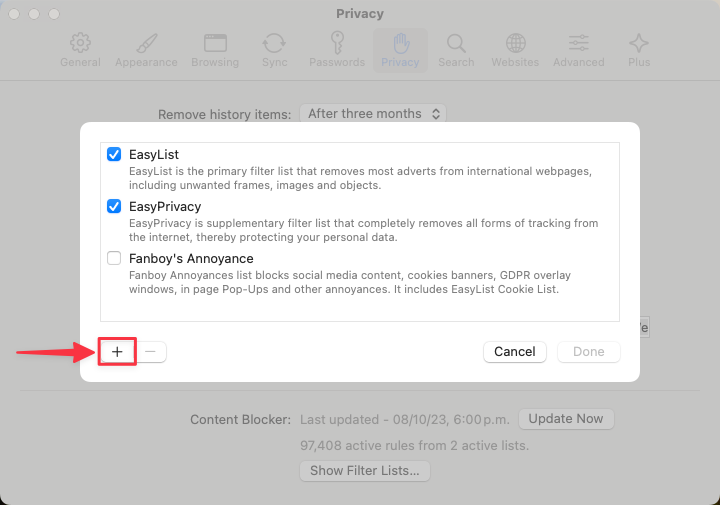 Privacy
General Appearance Browsing Sync Passwords Privacy Search Websites Advanced Plus
Remove history items: After three months
EasyList
EasyList is the primary filter list that removes most adverts from international webpages,
including unwanted frames, images and objects.
EasyPrivacy
EasyPrivacy is supplementary filter list that completely removes all forms of tracking from
the internet, thereby protecting your personal data.
Fanboy's Annoyance
Fanboy Annoyances list blocks social media content, cookies banners, GDPR overlay
windows, in page Pop-Ups and other annoyances. It includes EasyList Cookie List.
+ − Cancel Done
Content Blocker: Last updated - 08/10/23, 6:00 p.m. Update Now
97,408 active rules from 2 active lists.
Show Filter Lists...